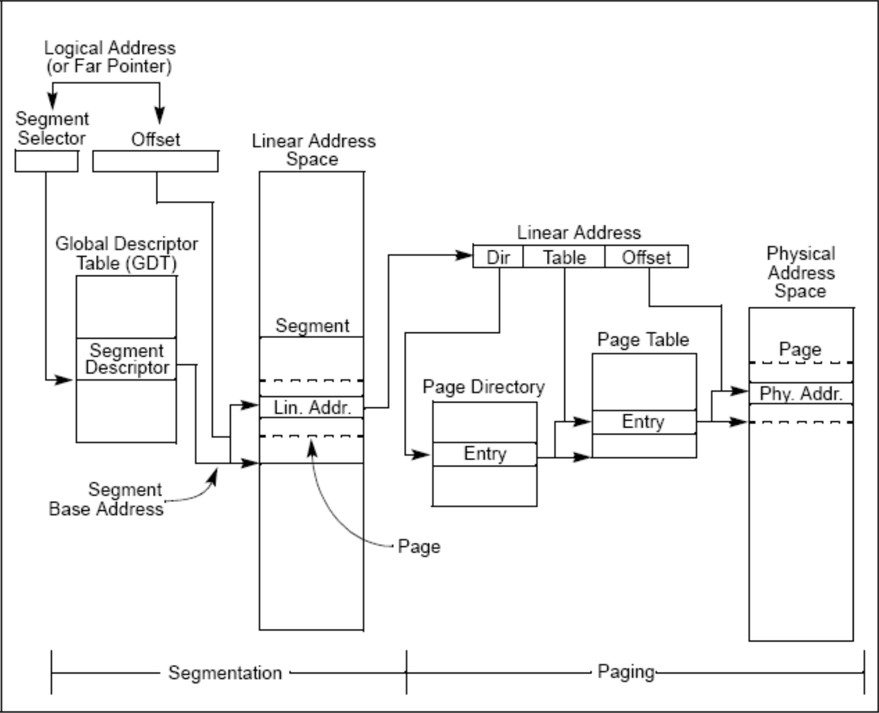 Logical Address
(or Far Pointer)
Segment
Selector
Offset
Linear Address
Space
Global Descriptor
Table (GDT)
Segment
Descriptor
Segment
Lin. Addr.
Segment
Base Address
Page
Linear Address
Dir Table Offset
Page Directory
Entry
Page Table
Entry
Physical
Address
Space
Page
Phy. Addr.
Segmentation
Paging